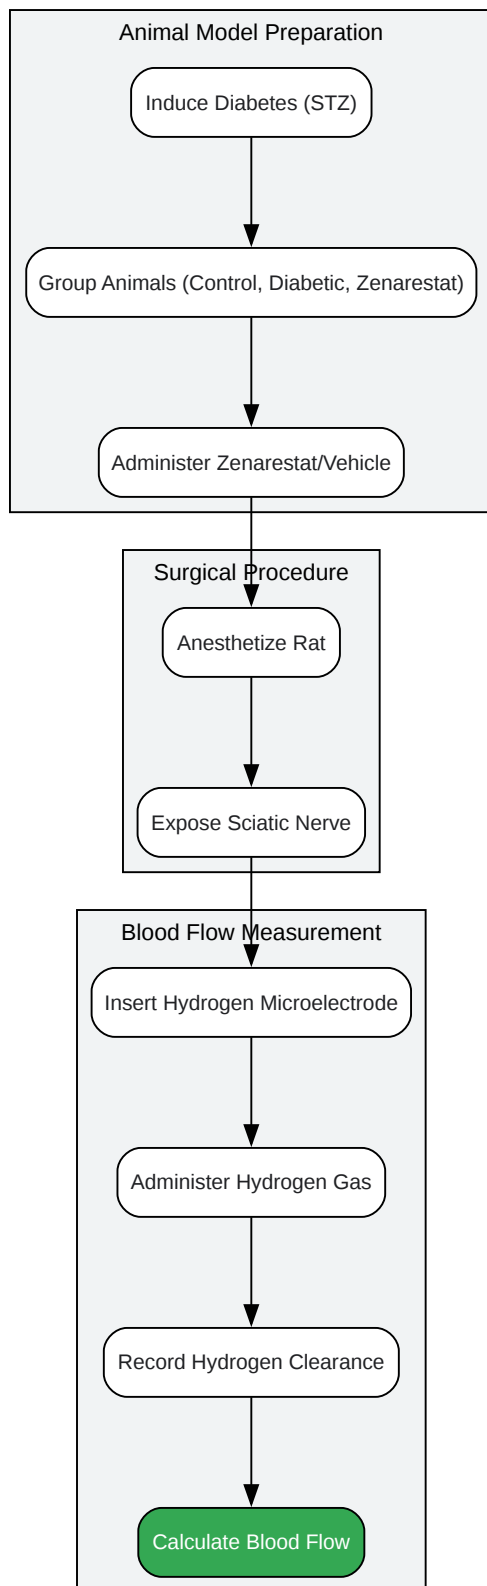 Animal Model Preparation
Induce Diabetes (STZ)
Group Animals (Control, Diabetic, Zenarestat)
Administer Zenarestat/Vehicle
Surgical Procedure
Anesthetize Rat
Expose Sciatic Nerve
Blood Flow Measurement
Insert Hydrogen Microelectrode
Administer Hydrogen Gas
Record Hydrogen Clearance
Calculate Blood Flow